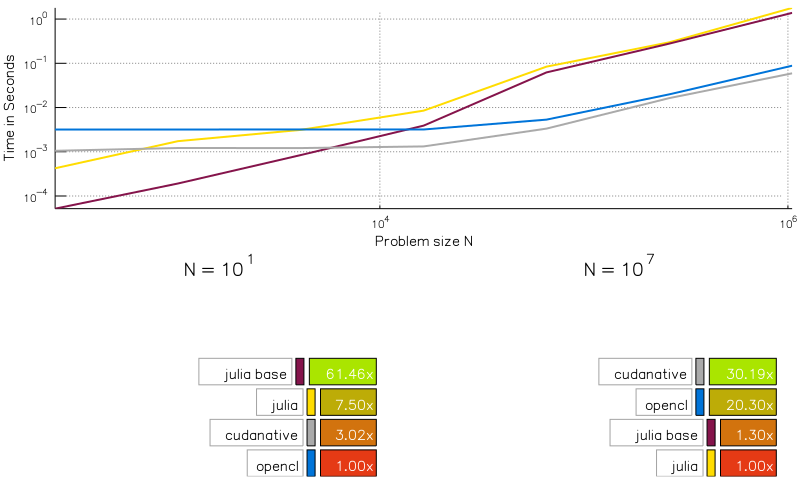 Time in Seconds
10⁰
10⁻¹
10⁻²
10⁻³
10⁻⁴
10⁴
10⁶
Problem size N
N = 10¹
N = 10⁷
julia base 61.46x
julia 7.50x
cudanative 3.02x
opencl 1.00x
cudanative 30.19x
opencl 20.30x
julia base 1.30x
julia 1.00x